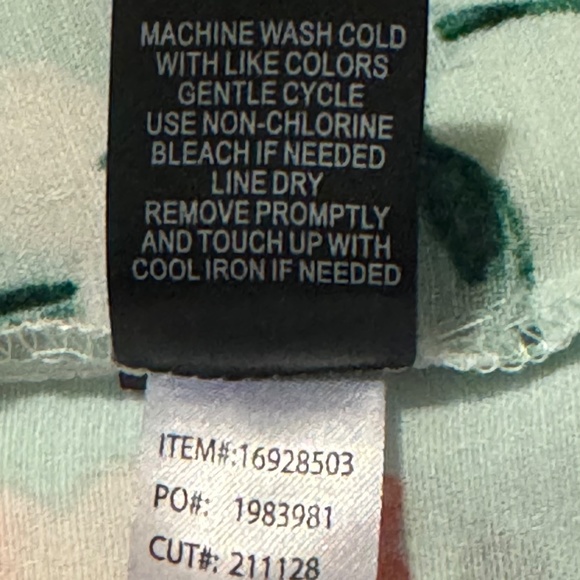 MACHINE WASH COLD
WITH LIKE COLORS
GENTLE CYCLE
USE NON-CHLORINE
BLEACH IF NEEDED
LINE DRY
REMOVE PROMPTLY
AND TOUCH UP WITH
COOL IRON IF NEEDED
ITEM#:16928503
PO#: 1983981
CUT#: 211128